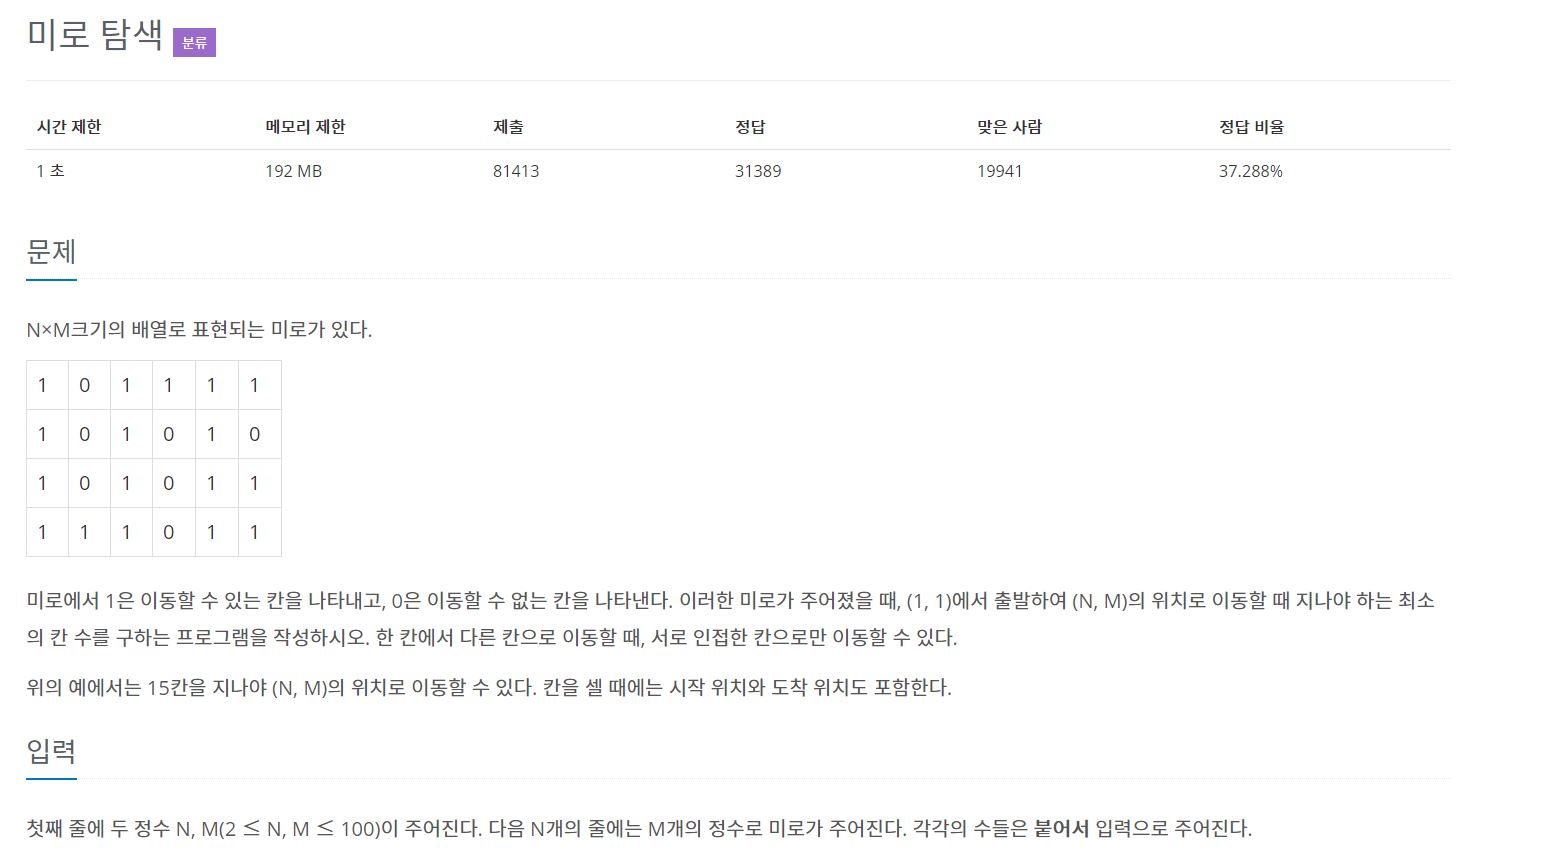 미로 탐색 분류
시간 제한 메모리 제한 제출 정답 맞은 사람 정답 비율
1 초 192 MB 81413 31389 19941 37.288%
문제
N×M크기의 배열로 표현되는 미로가 있다.
1 0 1 1 1 1
1 0 1 0 1 0
1 0 1 0 1 1
1 1 1 0 1 1
미로에서 1은 이동할 수 있는 칸을 나타내고, 0은 이동할 수 없는 칸을 나타낸다. 이러한 미로가 주어졌을 때, (1, 1)에서 출발하여 (N, M)의 위치로 이동할 때 지나야 하는 최소
의 칸 수를 구하는 프로그램을 작성하시오. 한 칸에서 다른 칸으로 이동할 때, 서로 인접한 칸으로만 이동할 수 있다.
위의 예에서는 15칸을 지나야 (N, M)의 위치로 이동할 수 있다. 칸을 셀 때에는 시작 위치와 도착 위치도 포함한다.
입력
첫째 줄에 두 정수 N, M(2 ≤ N, M ≤ 100)이 주어진다. 다음 N개의 줄에는 M개의 정수로 미로가 주어진다. 각각의 수들은 붙어서 입력으로 주어진다.